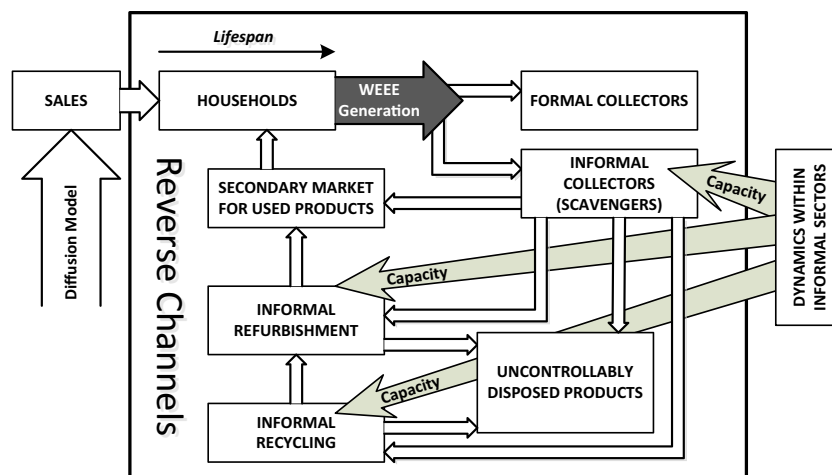 Lifespan
SALES
HOUSEHOLDS
WEEE
Generation
FORMAL COLLECTORS
INFORMAL
COLLECTORS
(SCAVENGERS)
SECONDARY MARKET
FOR USED PRODUCTS
Capacity
DYNAMICS WITHIN
INFORMAL SECTORS
Diffusion Model
Reverse Channels
Capacity
INFORMAL
REFURBISHMENT
UNCONTROLLABLY
DISPOSED PRODUCTS
Capacity
INFORMAL
RECYCLING